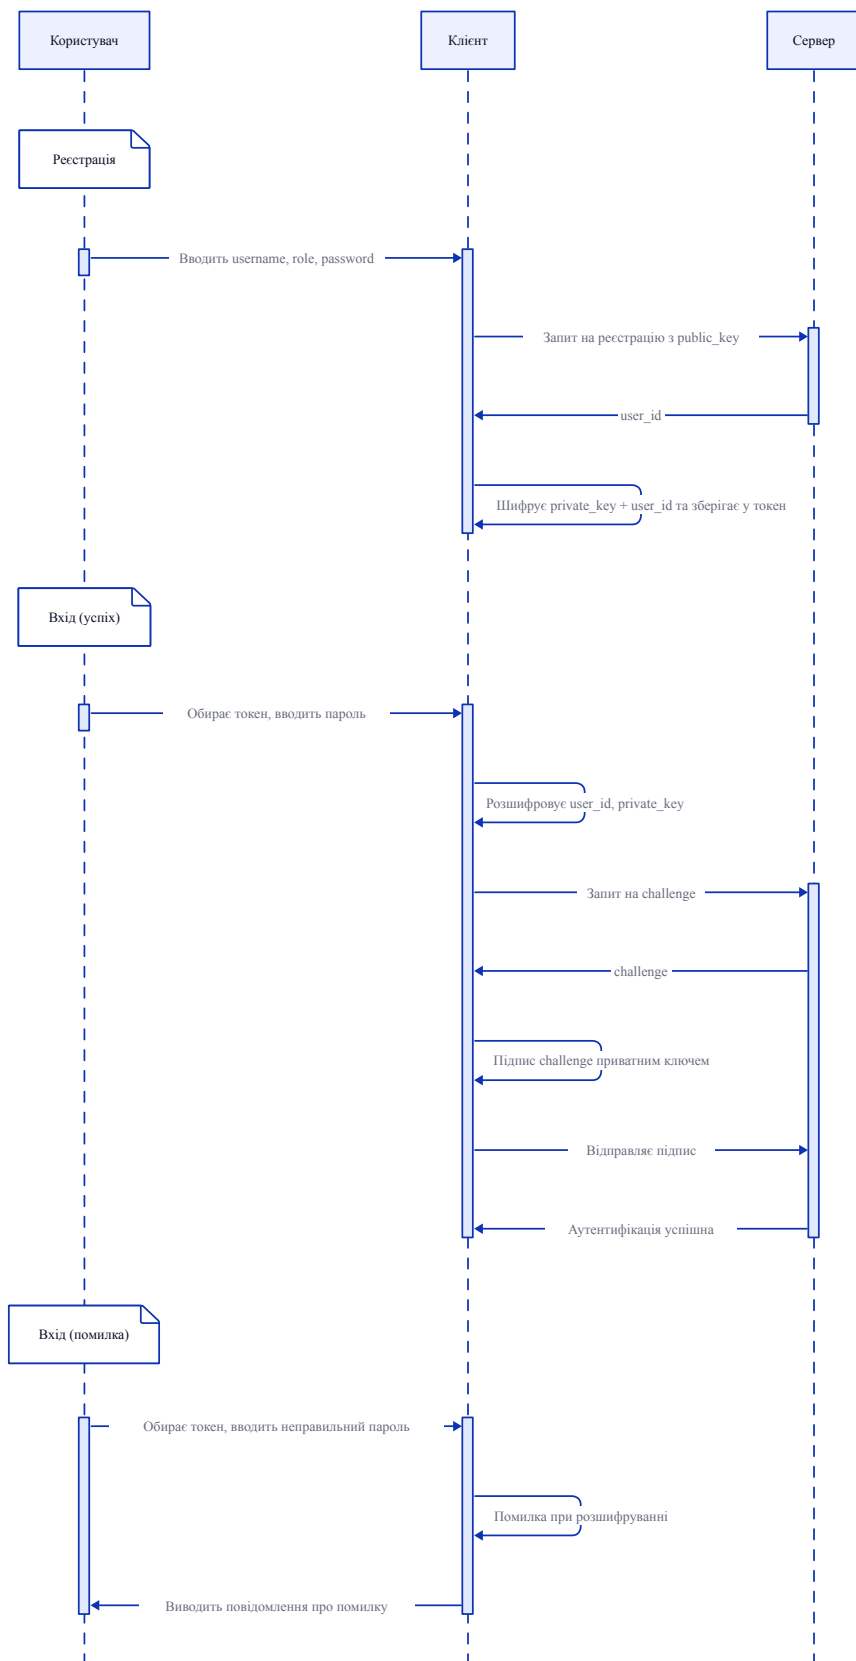 Користувач
Клієнт
Сервер
Реєстрація
Вводить username, role, password
Запит на реєстрацію з public_key
user_id
Шифрує private_key + user_id та зберігає у токен
Вхід (успіх)
Обирає токен, вводить пароль
Розшифровує user_id, private_key
Запит на challenge
challenge
Підпис challenge приватним ключем
Відправляє підпис
Аутентифікація успішна
Вхід (помилка)
Обирає токен, вводить неправильний пароль
Помилка при розшифруванні
Виводить повідомлення про помилку